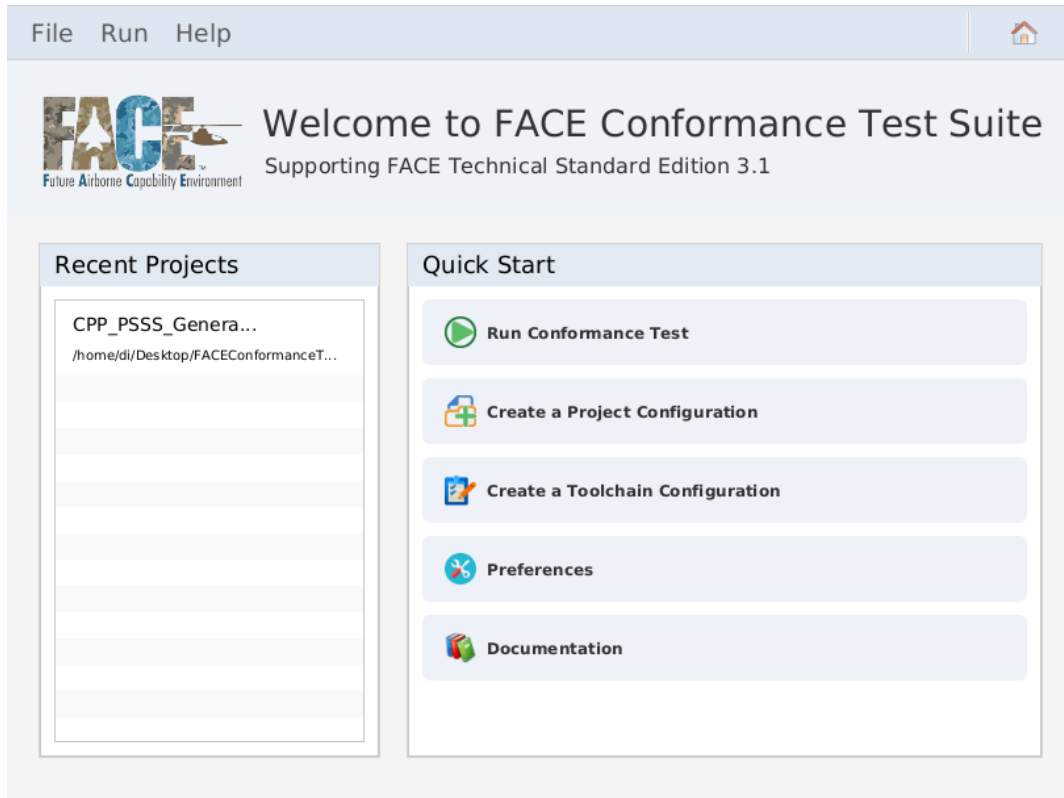 File Run Help
FACE
™
Future Airborne Capability Environment
Welcome to FACE Conformance Test Suite
Supporting FACE Technical Standard Edition 3.1
Recent Projects
CPP_PSSS_Genera...
/home/di/Desktop/FACEConformanceT...
Quick Start
Run Conformance Test
Create a Project Configuration
Create a Toolchain Configuration
Preferences
Documentation